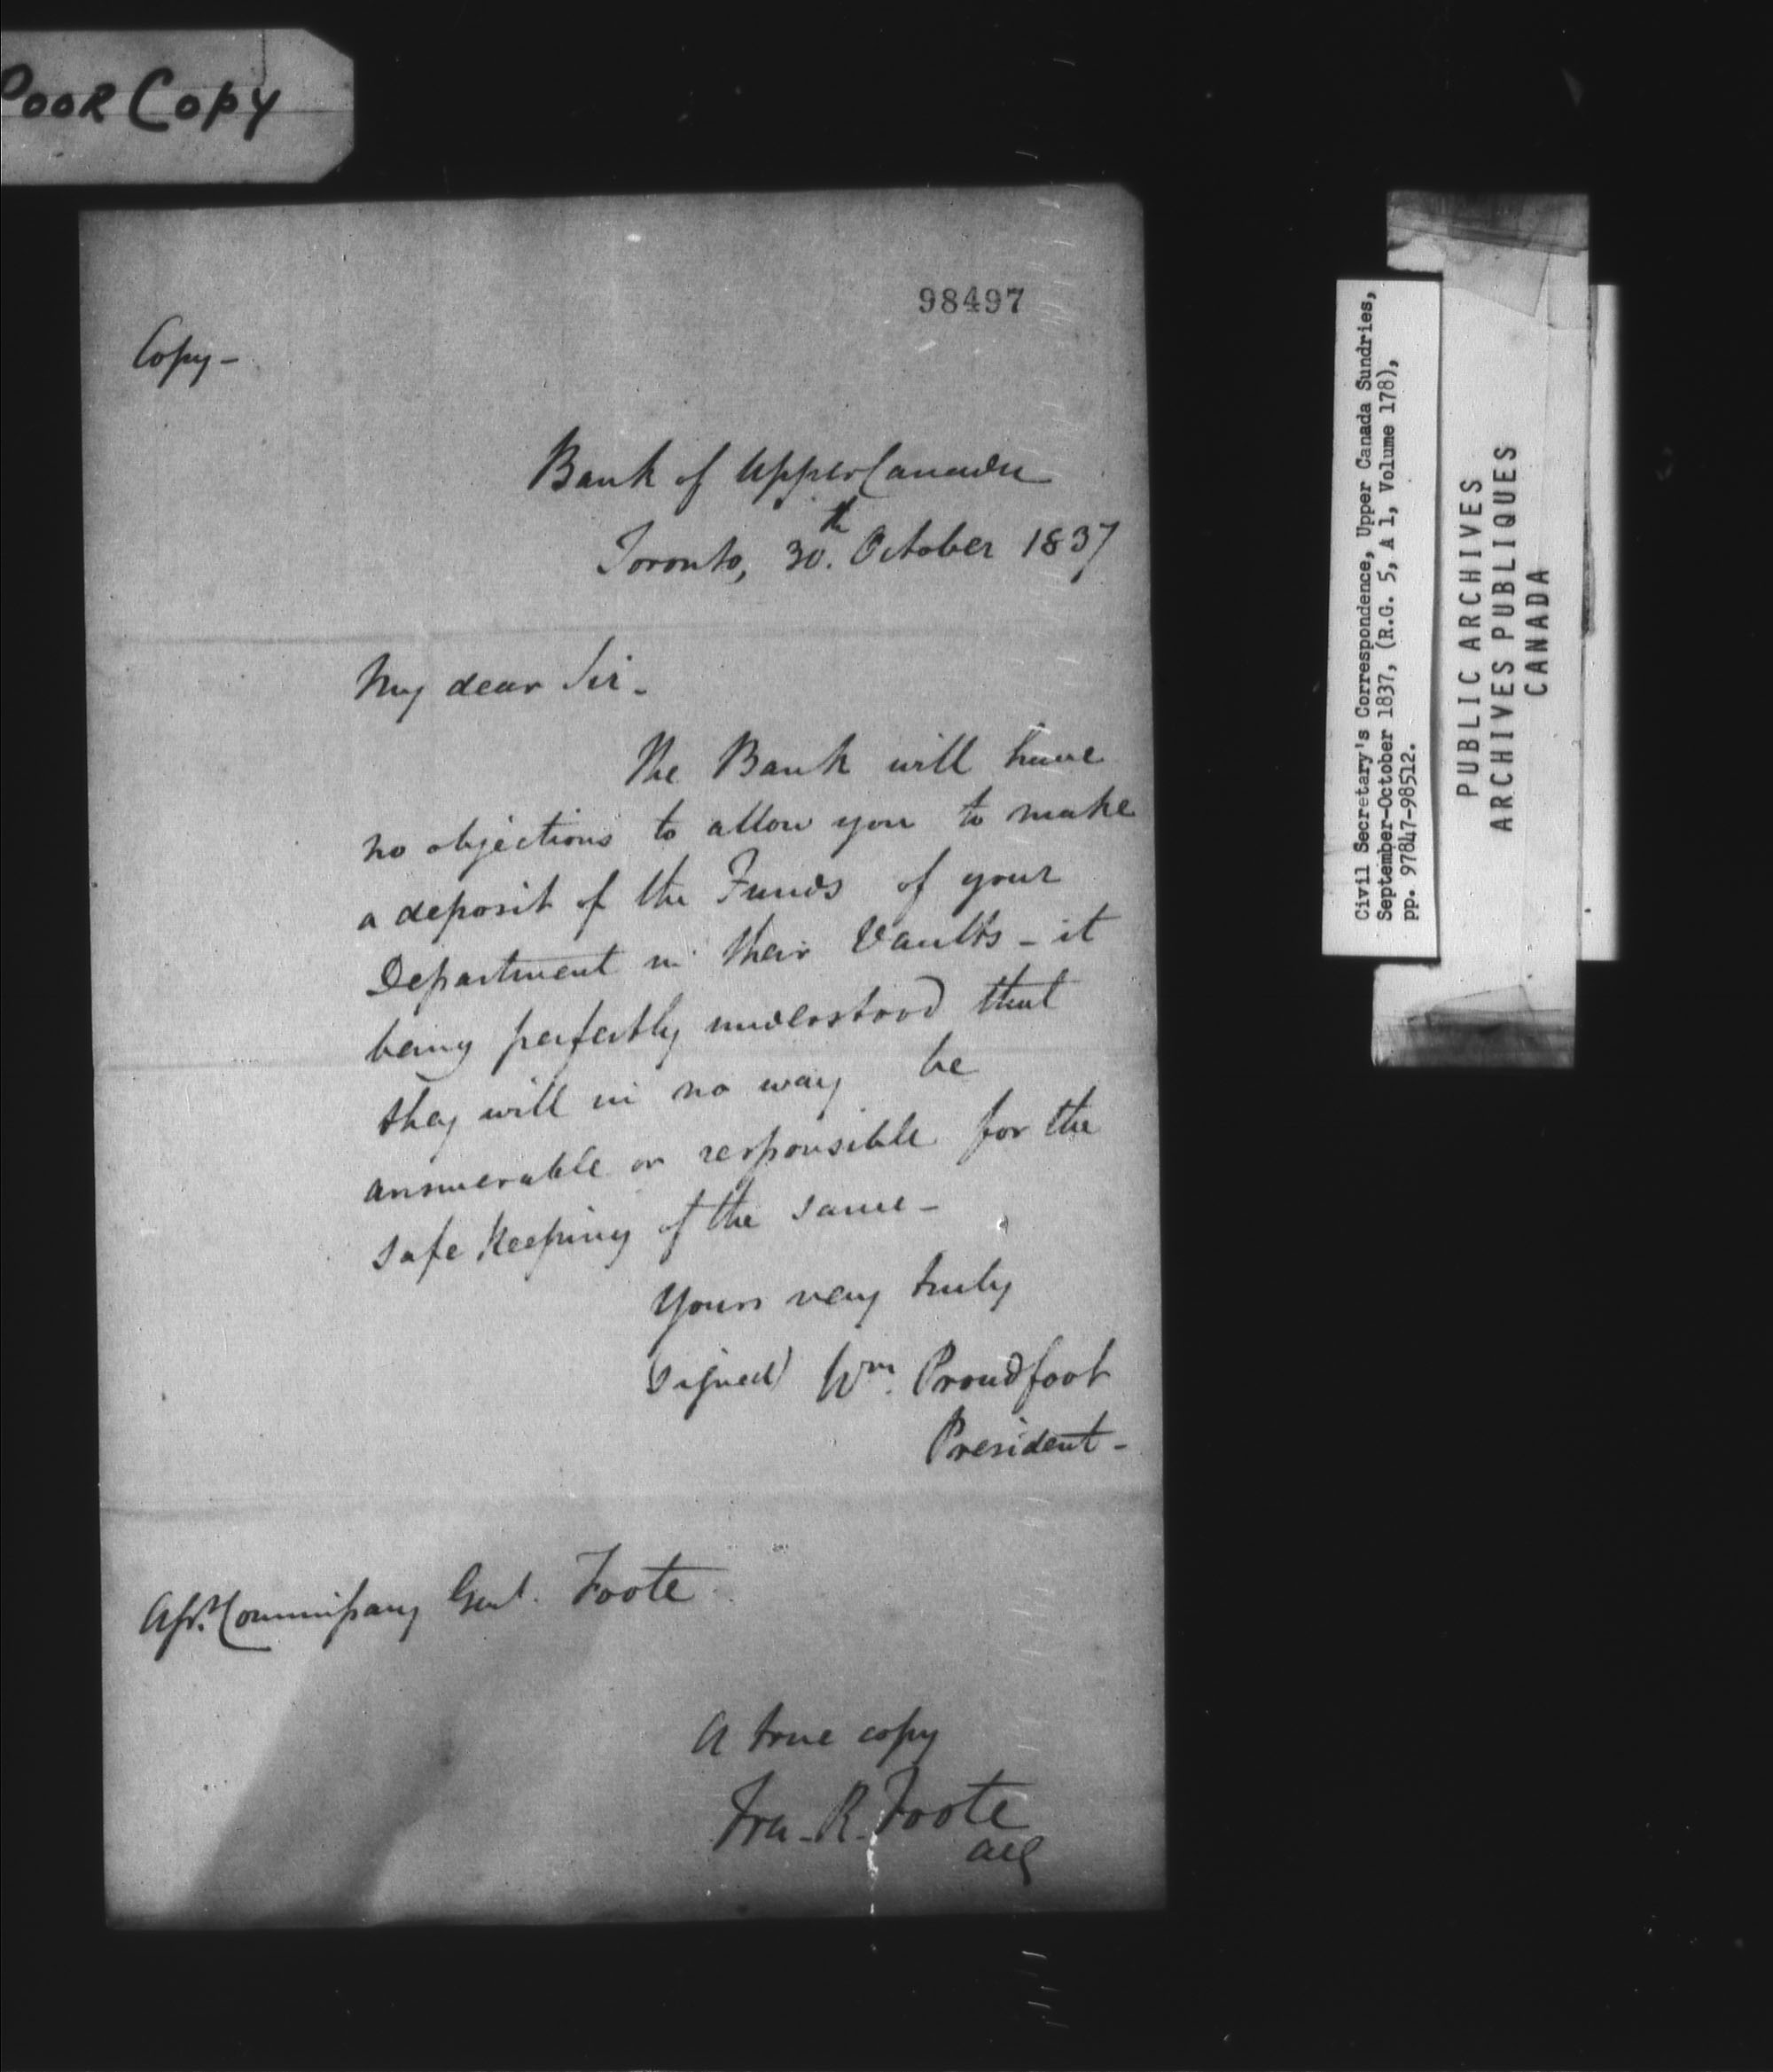 Poor Copy
98497
Copy-
Bank of Upper Canada
Toronto, 30th. October 1837
My dear Sir-
The Bank will have
no objections to allow you to make
a deposit of the Funds of your
Department in their Vaults - it
being perfectly understood that
they will in no way be
answerable or responsible for the
safe keeping of the same-
Yours very truly
(signed) Wm. Proudfoot
President-
Asst. Commissary Genl. Foote
A true copy
Fra. R. Foote
ACG
Civil Secretary's Correspondence, Upper Canada Sundries,
September-October 1837, (R.G. 5, A 1, Volume 178),
pp. 97847-98512.
PUBLIC ARCHIVES
ARCHIVES PUBLIQUES
CANADA